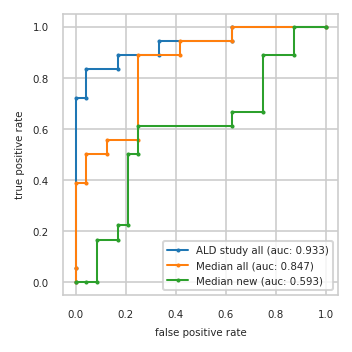 1.0
0.8
0.6
0.4
0.2
0.0
true positive rate
ALD study all (auc: 0.933)
Median all (auc: 0.847)
Median new (auc: 0.593)
0.0 0.2 0.4 0.6 0.8 1.0
false positive rate